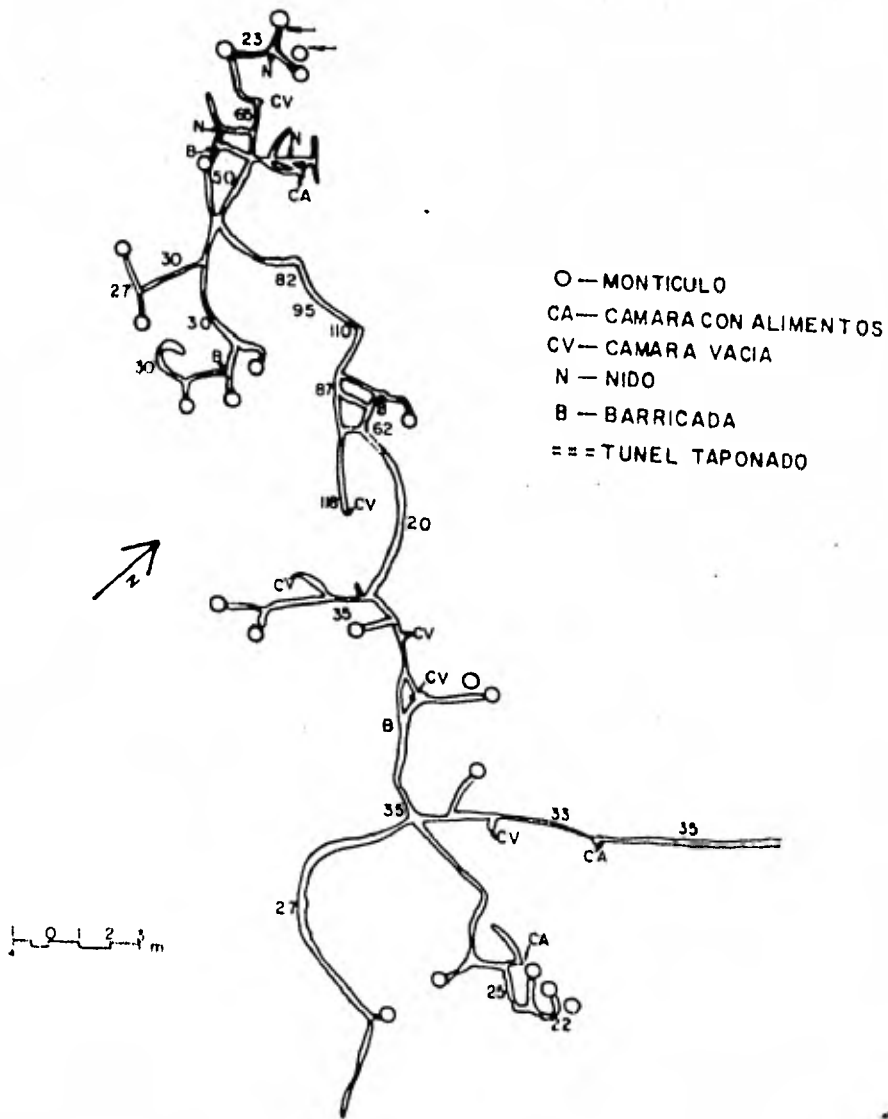 23
N
CV
68
N
B
N
50
CA
30
82
27
95
30
110
30
B
87
B
62
118
CV
20
N
CV
35
CV
CV
B
35
33
35
CV
CA
27
CA
25
22
1 0 1 2 3 m
O — MONTICULO
CA — CAMARA CON ALIMENTOS
CV — CAMARA VACIA
N — NIDO
B — BARRICADA
=== TUNEL TAPONADO